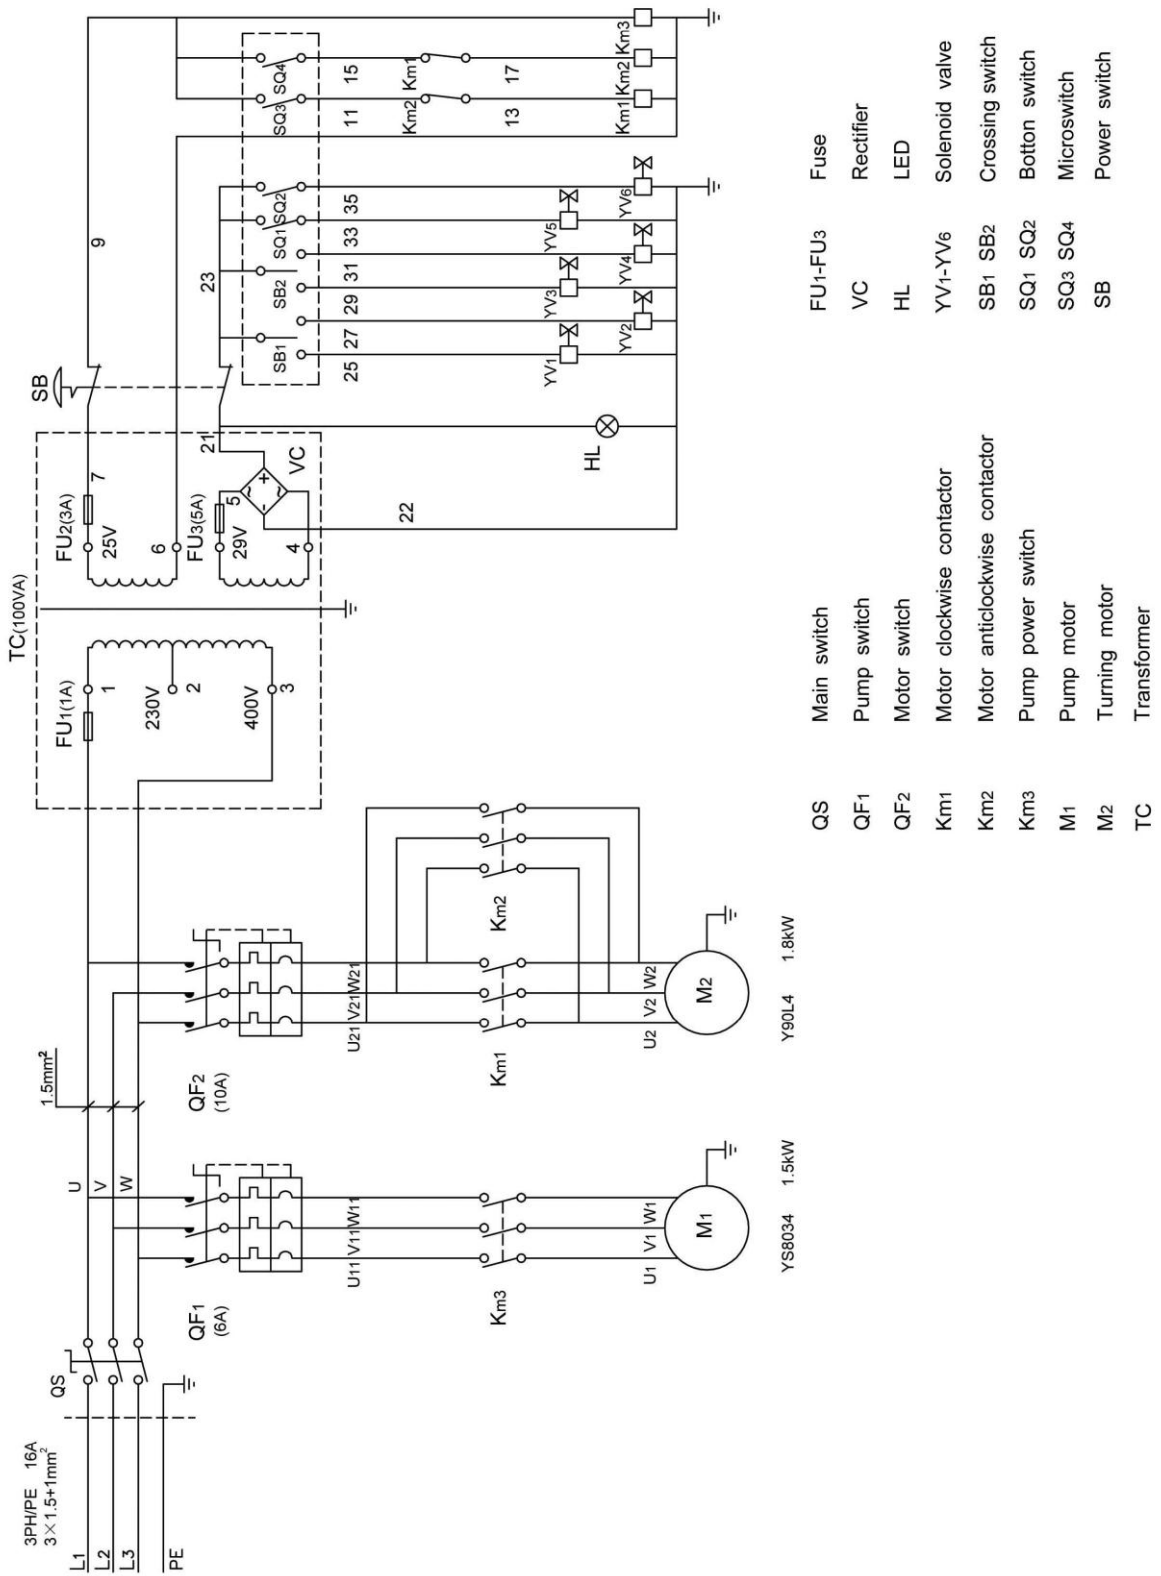 3PH/PE 16A
3×1.5+1mm²
L1
L2
L3
PE
QS
U
V
W
1.5mm²
QF1
(6A)
U11 V11 W11
Km3
U1 V1 W1
M1
YS8034 1.5kW
QF2
(10A)
U21 V21 W21
Km1
Km2
U2 V2 W2
M2
Y90L4 1.8kW
TC(100VA)
FU1(1A)
1
230V
2
400V
3
FU2(3A)
25V
7
6
FU3(5A)
29V
5
4
VC
21
22
HL
SB
9
23
SB1
SB2
SQ1
SQ2
SQ3
SQ4
25
27
29
31
33
35
11
15
YV1
YV2
YV3
YV4
YV5
YV6
Km2
Km1
13
17
Km1
Km2
Km3
QS Main switch
QF1 Pump switch
QF2 Motor switch
Km1 Motor clockwise contactor
Km2 Motor anticlockwise contactor
Km3 Pump power switch
M1 Pump motor
M2 Turning motor
TC Transformer
FU1-FU3 Fuse
VC Rectifier
HL LED
YV1-YV6 Solenoid valve
SB1 SB2 Crossing switch
SQ1 SQ2 Botton switch
SQ3 SQ4 Microswitch
SB Power switch